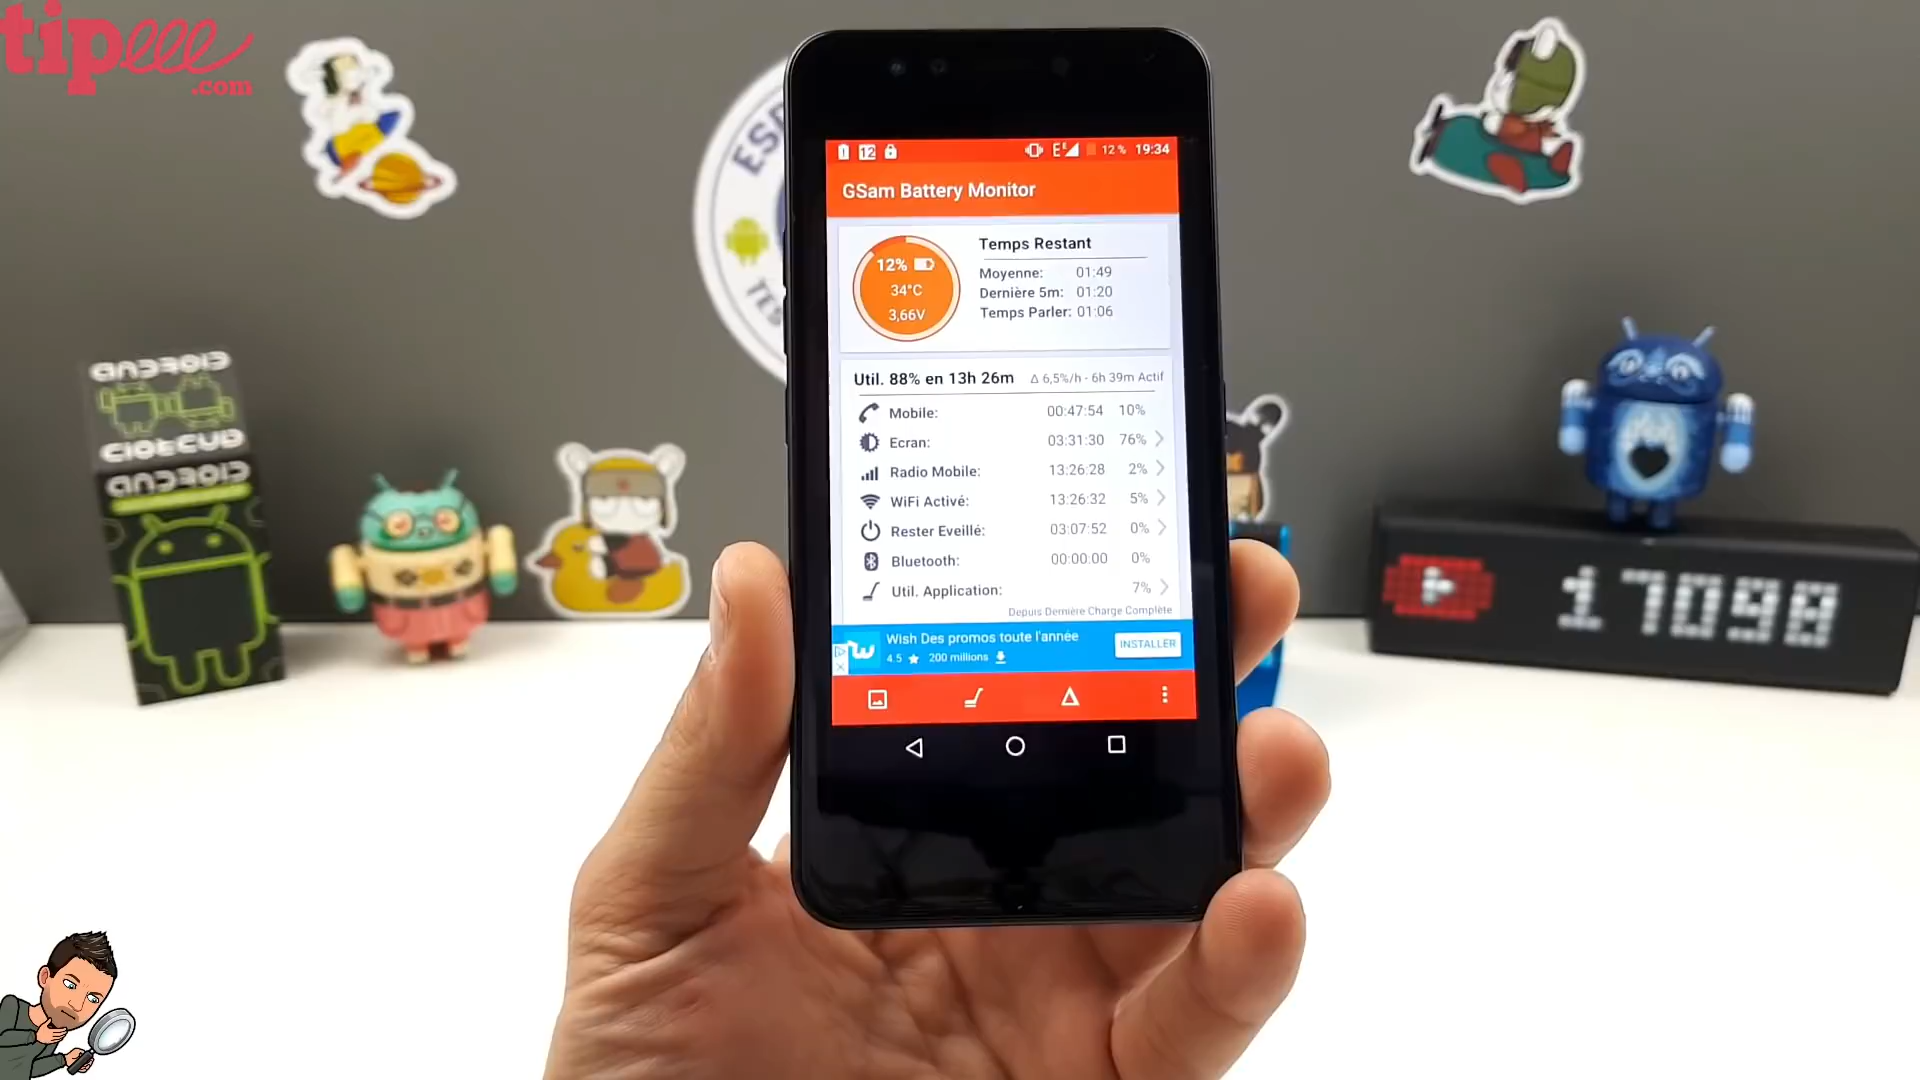 tipeee
.com
ESD
TES
12 E 12 % 19:34
GSam Battery Monitor
12%
34°C
3,66V
Temps Restant
Moyenne: 01:49
Dernière 5m: 01:20
Temps Parler: 01:06
Util. 88% en 13h 26m Δ 6,5%/h - 6h 39m Actif
Mobile: 00:47:54 10%
Ecran: 03:31:30 76%
Radio Mobile: 13:26:28 2%
WiFi Activé: 13:26:32 5%
Rester Eveillé: 03:07:52 0%
Bluetooth: 00:00:00 0%
Util. Application: 7%
Depuis Dernière Charge Complète
Wish Des promos toute l'année
4.5 ★ 200 millions
INSTALLER
ANDROID
ANDROID
17098